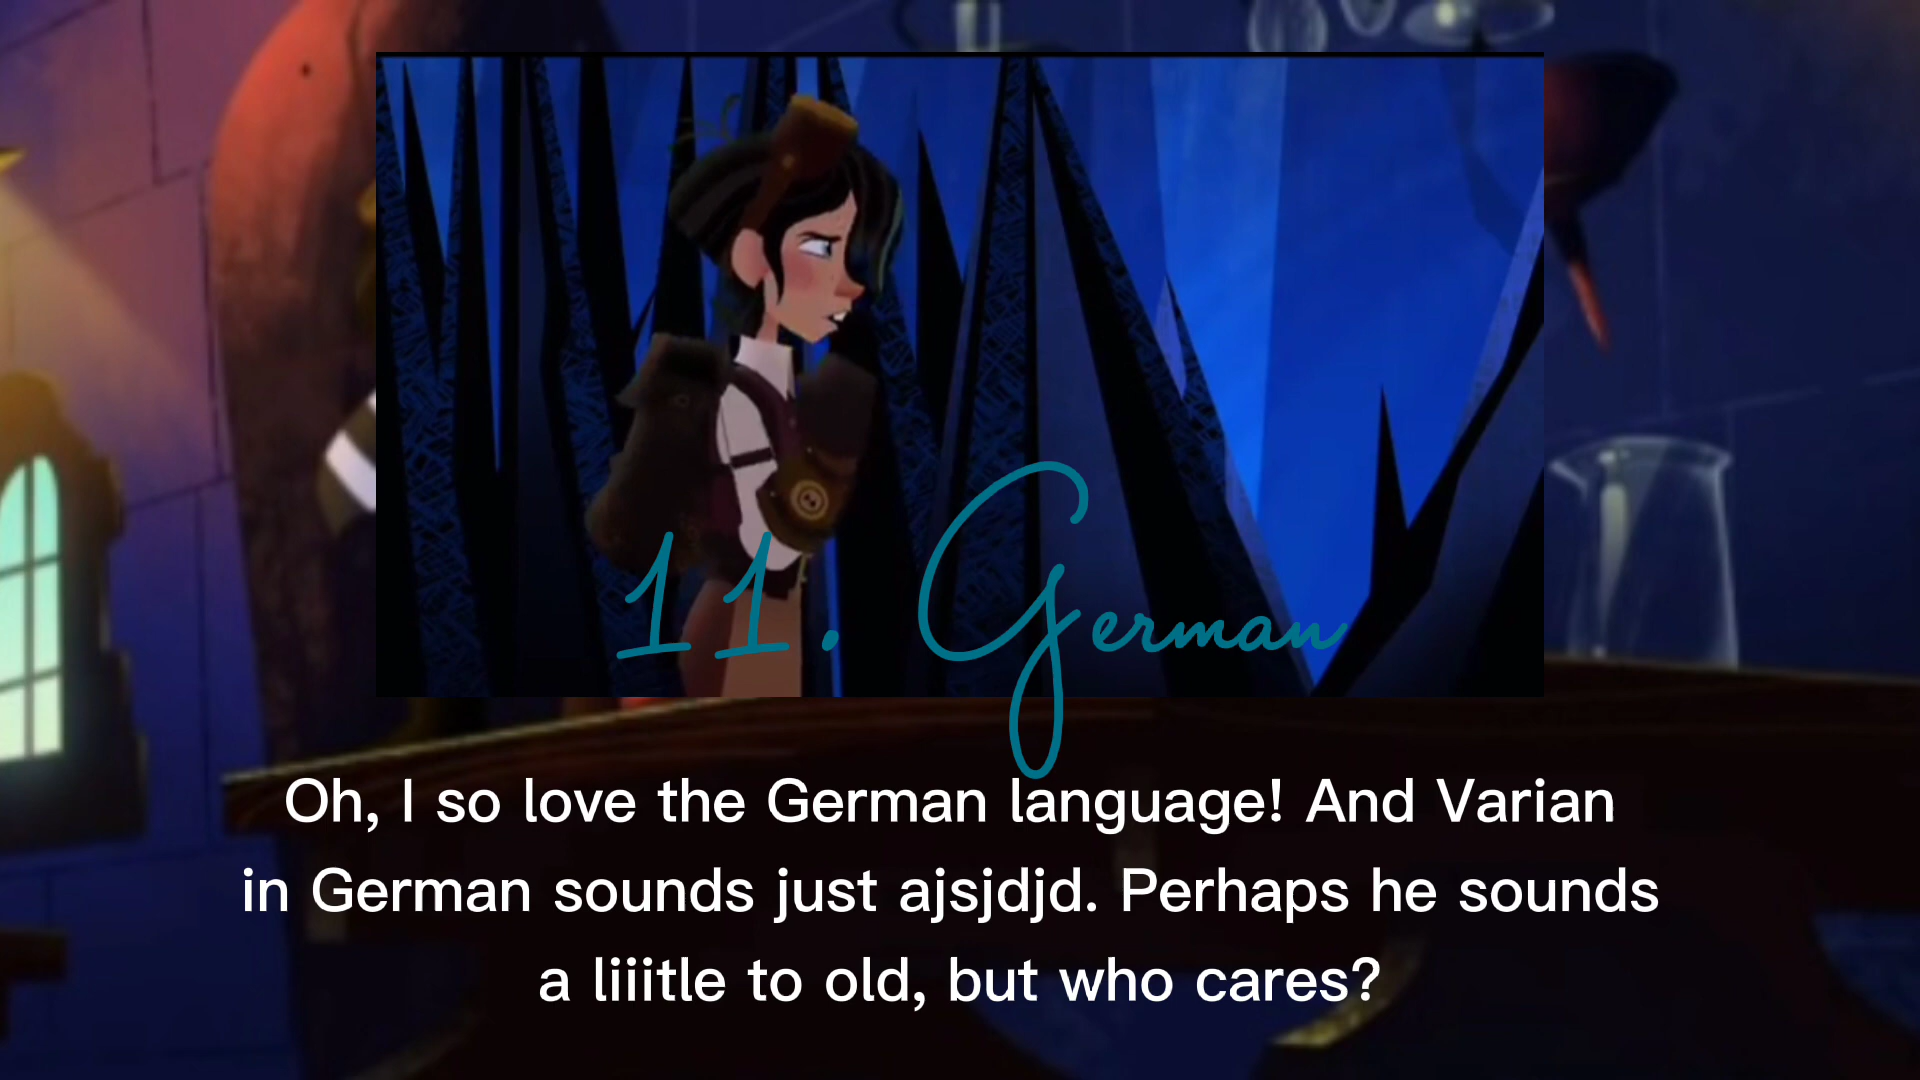 11. German
Oh, I so love the German language! And Varian
in German sounds just ajsjdjd. Perhaps he sounds
a liiitle to old, but who cares?